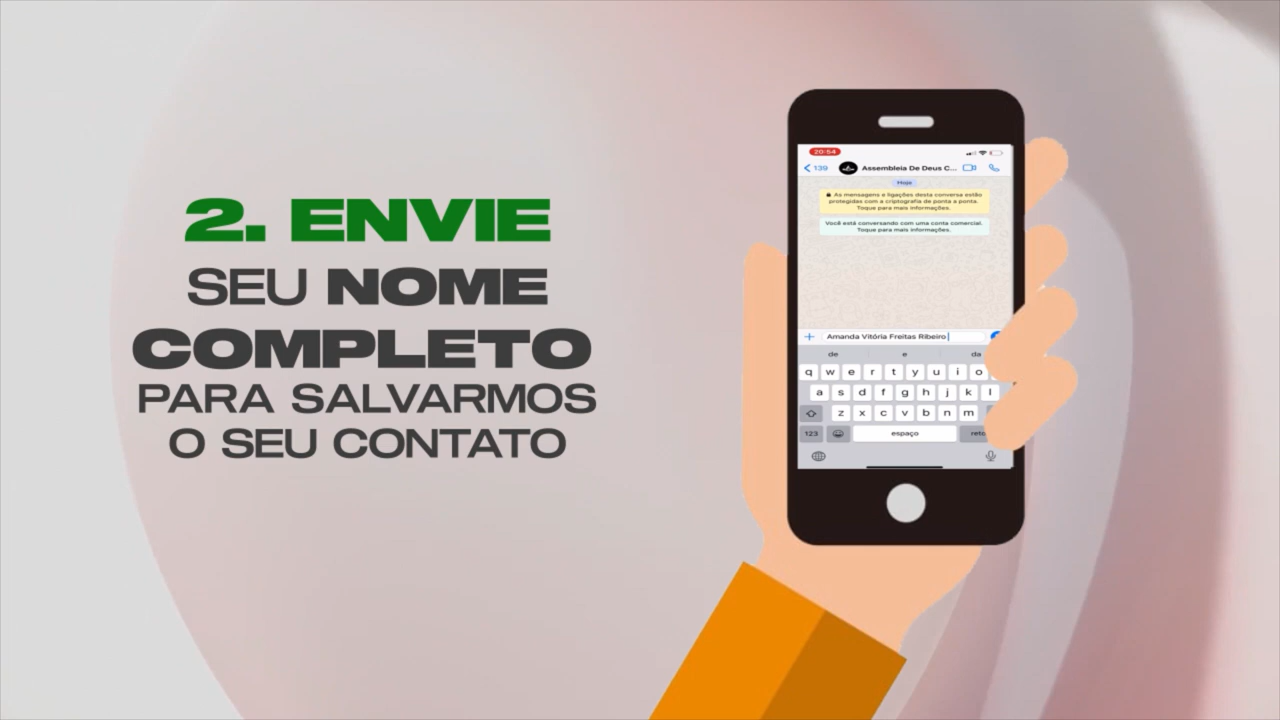 2. ENVIE
SEU NOME
COMPLETO
PARA SALVARMOS
O SEU CONTATO
20:54
139 Assembleia De Deus C...
Hoje
As mensagens e ligações desta conversa estão
protegidas com a criptografia de ponta a ponta.
Toque para mais informações.
Você está conversando com uma conta comercial.
Toque para mais informações.
Amanda Vitória Freitas Ribeiro
de e da
q w e r t y u i o
a s d f g h j k l
z x c v b n m
123 espaço reto